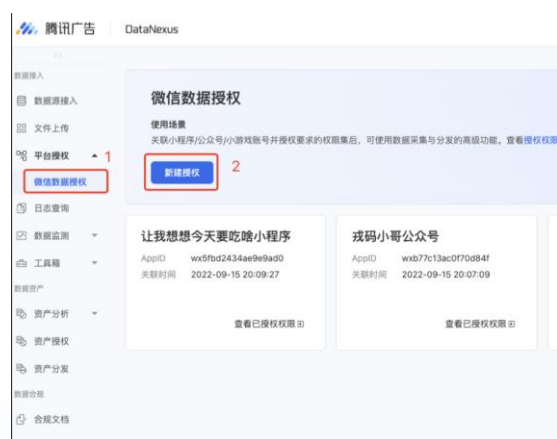 腾讯广告 DataNexus
数据接入
数据源接入
文件上传
平台授权 1
微信数据授权
日志查询
数据监测
工具箱
数据资产
资产分析
资产授权
资产分发
数据合规
合规文档
微信数据授权
使用场景
关联小程序/公众号/小游戏账号并授权要求的权限集后，可使用数据采集与分发的高级功能。查看授权权限
新建授权 2
让我想想今天要吃啥小程序
AppID wx5fbd2434ae9e9ad0
关联时间 2022-09-15 20:09:27
查看已授权权限
戎码小哥公众号
AppID wxb77c13ac0f70d84f
关联时间 2022-09-15 20:07:09
查看已授权权限